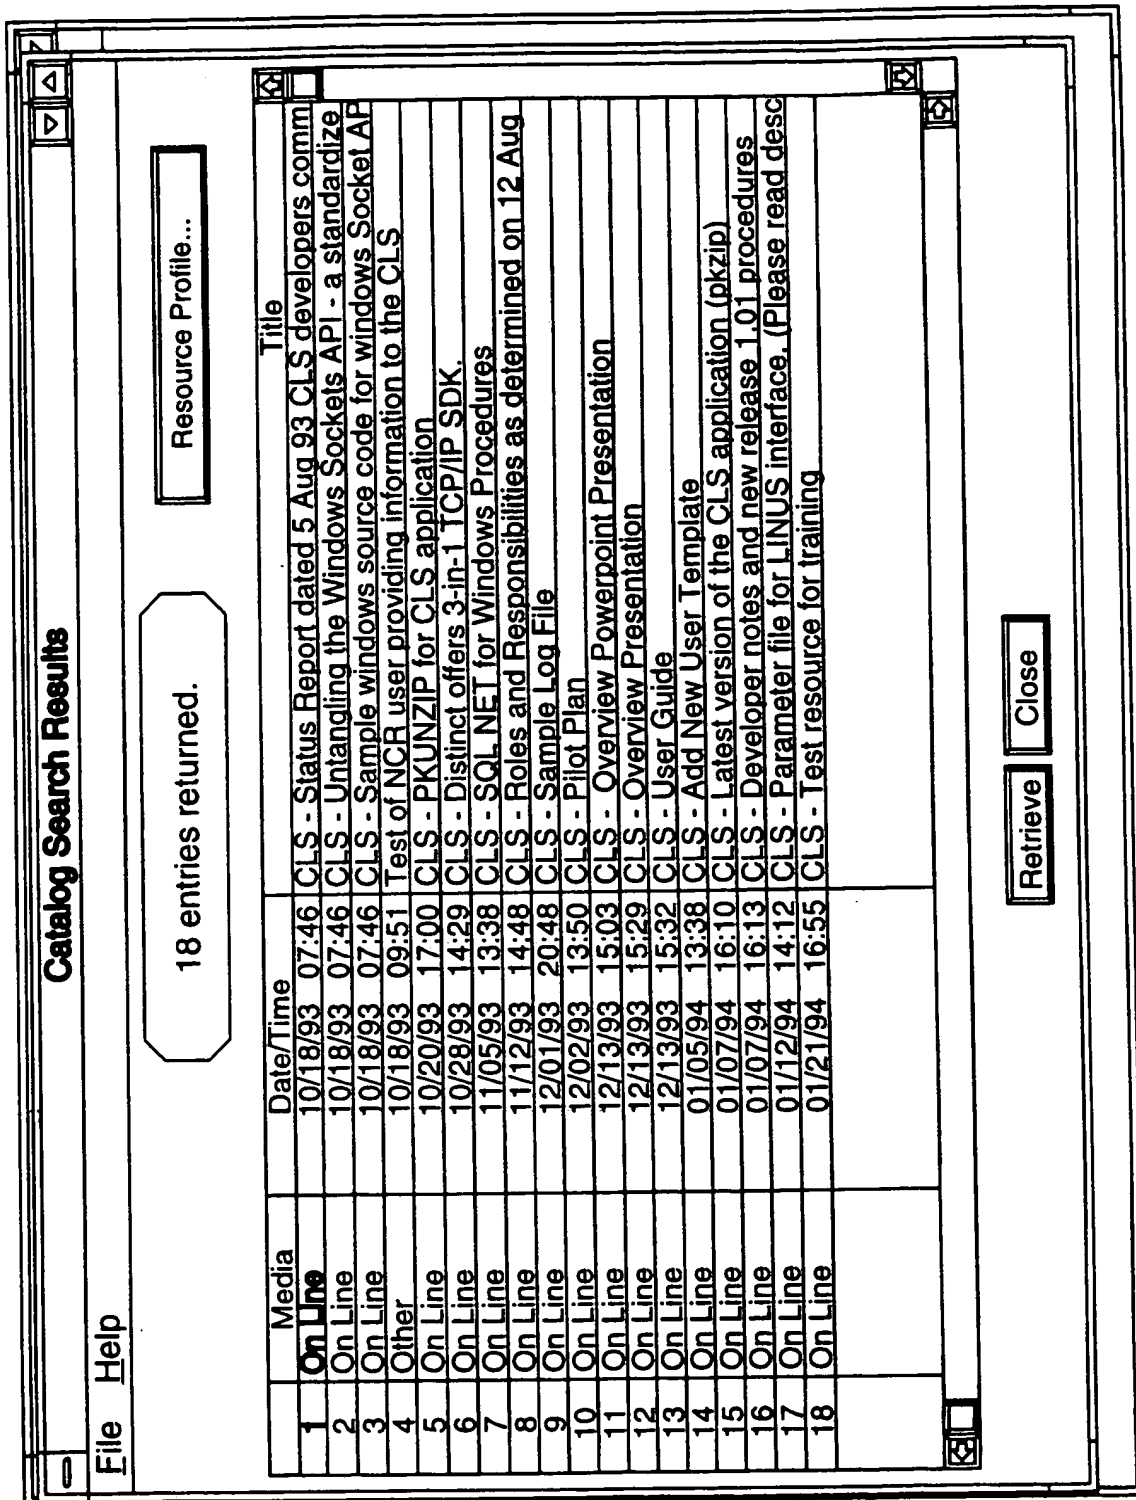 Catalog Search Results
File Help
18 entries returned.
Resource Profile...
Media Date/Time Title
1 On Line 10/18/93 07:46 CLS - Status Report dated 5 Aug 93 CLS developers comm
2 On Line 10/18/93 07:46 CLS - Untangling the Windows Sockets API - a standardize
3 On Line 10/18/93 07:46 CLS - Sample windows source code for windows Socket AP
4 Other 10/18/93 09:51 Test of NCR user providing information to the CLS
5 On Line 10/20/93 17:00 CLS - PKUNZIP for CLS application
6 On Line 10/28/93 14:29 CLS - Distinct offers 3-in-1 TCP/IP SDK.
7 On Line 11/05/93 13:38 CLS - SQL NET for Windows Procedures
8 On Line 11/12/93 14:48 CLS - Roles and Responsibilities as determined on 12 Aug
9 On Line 12/01/93 20:48 CLS - Sample Log File
10 On Line 12/02/93 13:50 CLS - Pilot Plan
11 On Line 12/13/93 15:03 CLS - Overview Powerpoint Presentation
12 On Line 12/13/93 15:29 CLS - Overview Presentation
13 On Line 12/13/93 15:32 CLS - User Guide
14 On Line 01/05/94 13:38 CLS - Add New User Template
15 On Line 01/07/94 16:10 CLS - Latest version of the CLS application (pkzip)
16 On Line 01/07/94 16:13 CLS - Developer notes and new release 1.01 procedures
17 On Line 01/12/94 14:12 CLS - Parameter file for LINUS interface. (Please read desc
18 On Line 01/21/94 16:55 CLS - Test resource for training
Retrieve Close